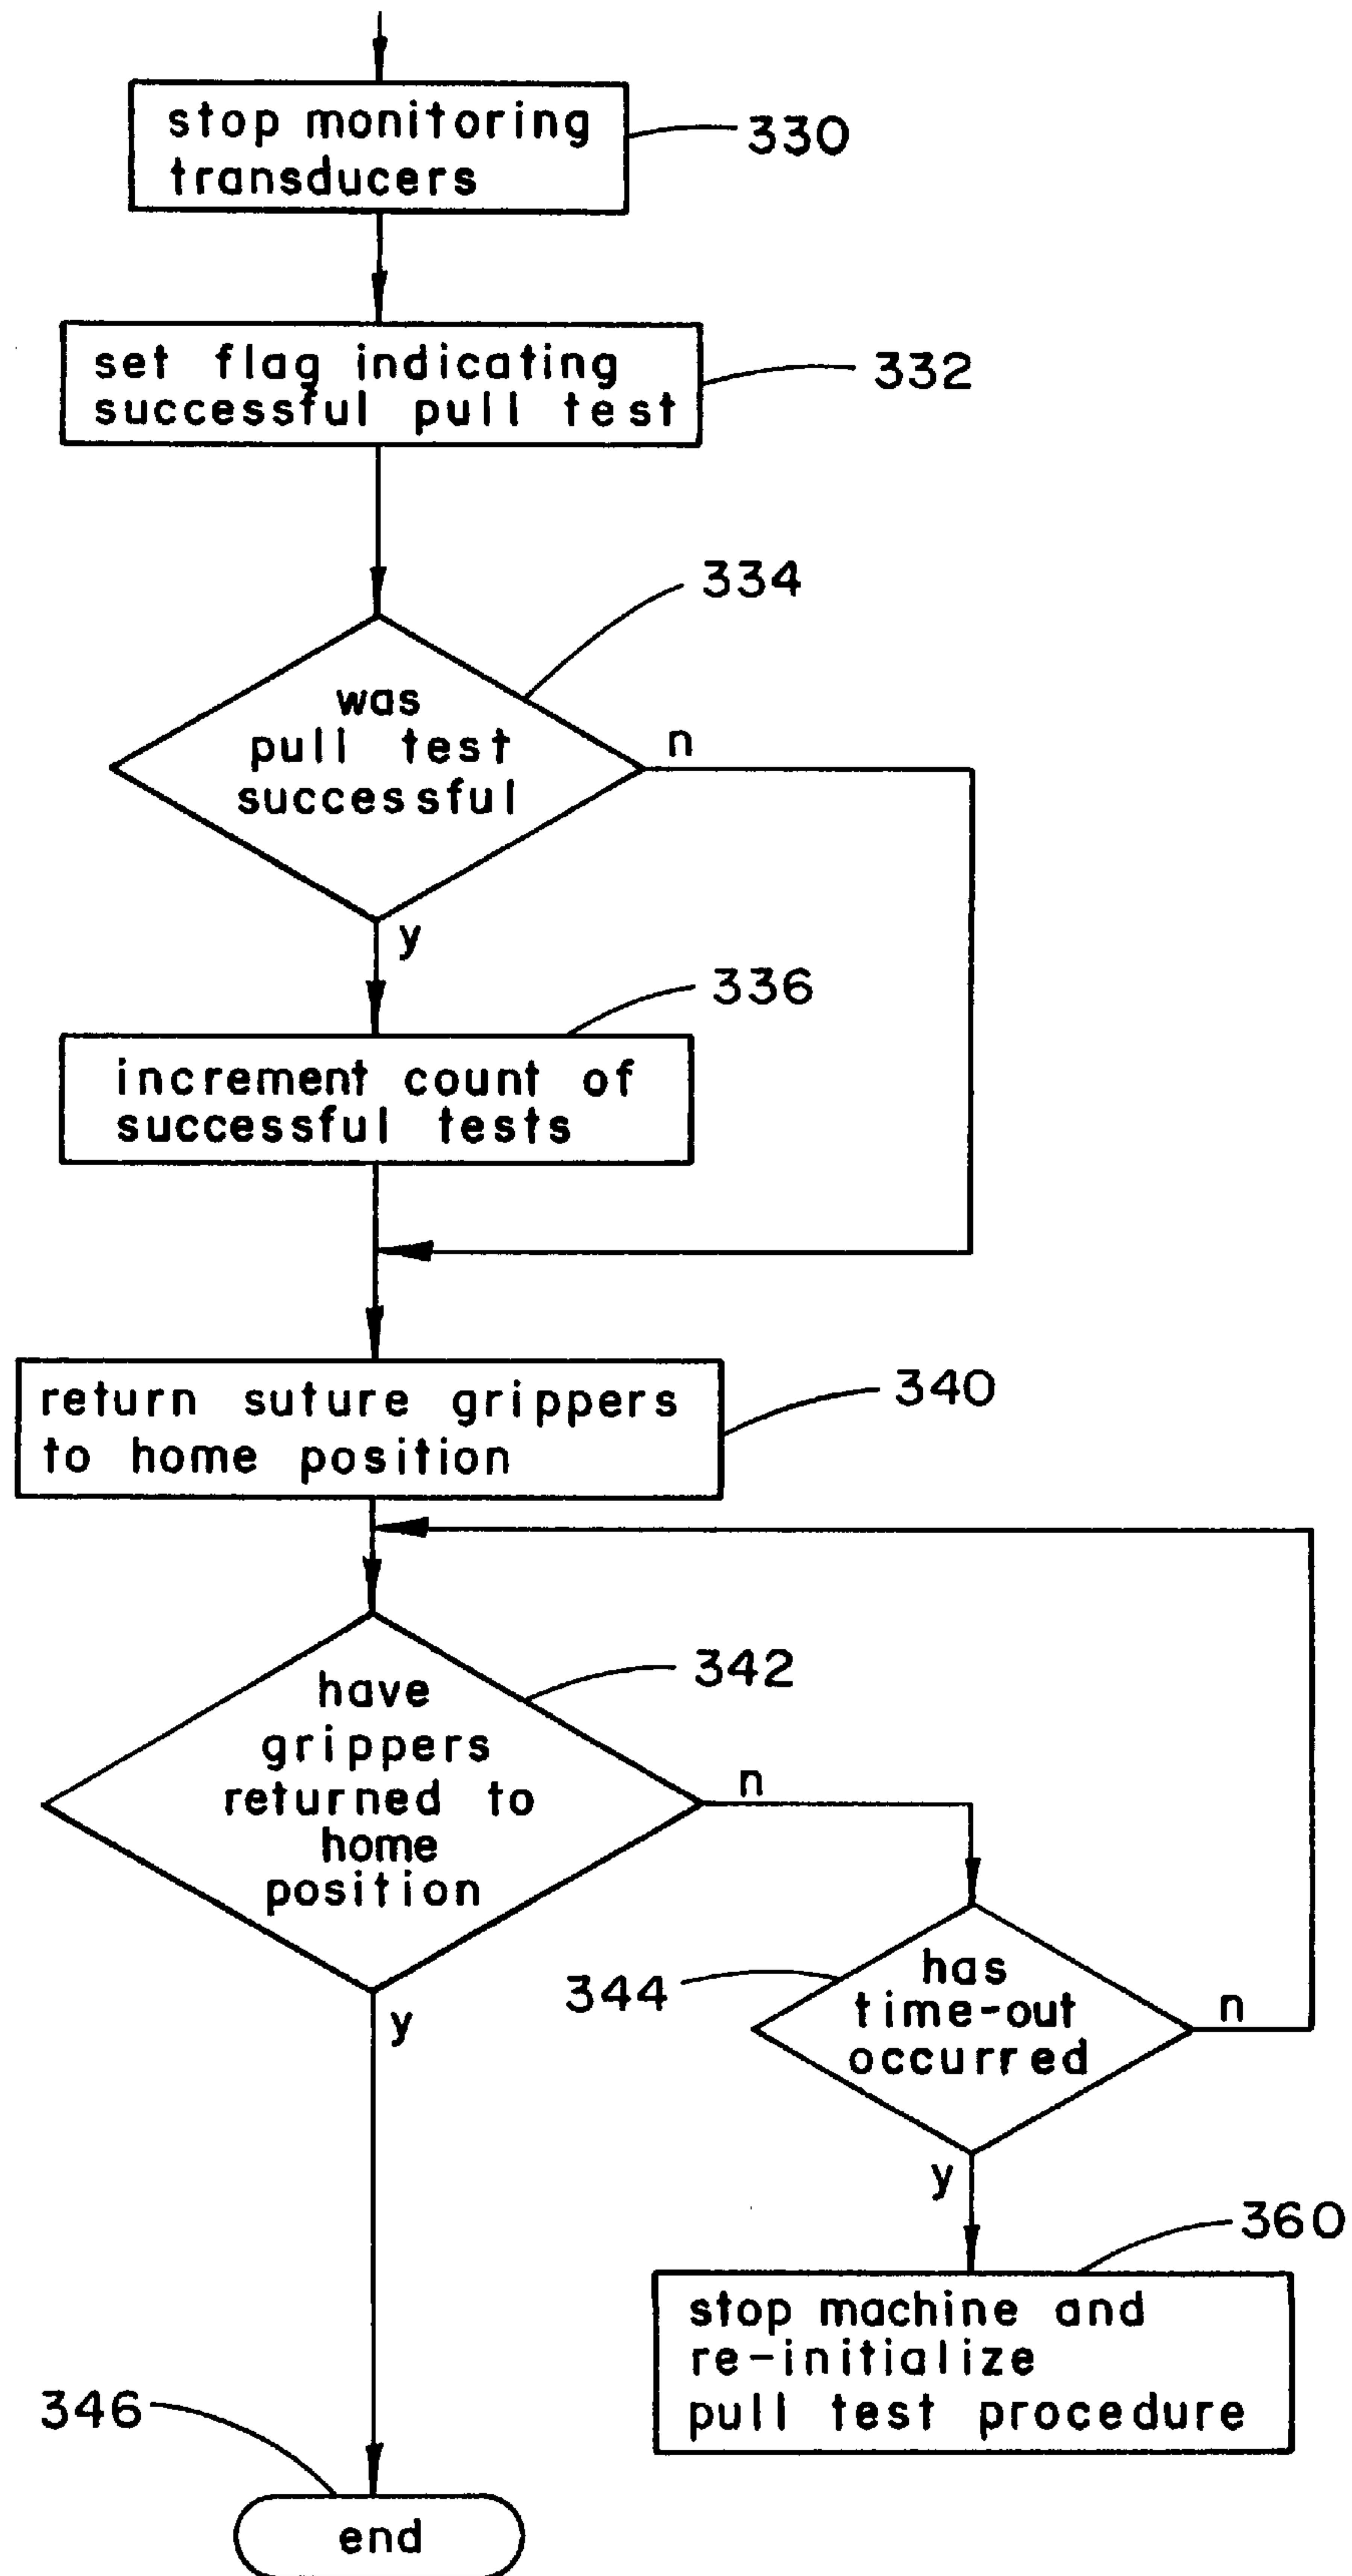 stop monitoring
transducers
330
set flag indicating
successful pull test
332
334
was
pull test
successful
n
y
336
increment count of
successful tests
return suture grippers
to home position
340
342
have
grippers
returned to
home
position
n
y
344
has
time-out
occurred
n
y
360
stop machine and
re-initialize
pull test procedure
346
end